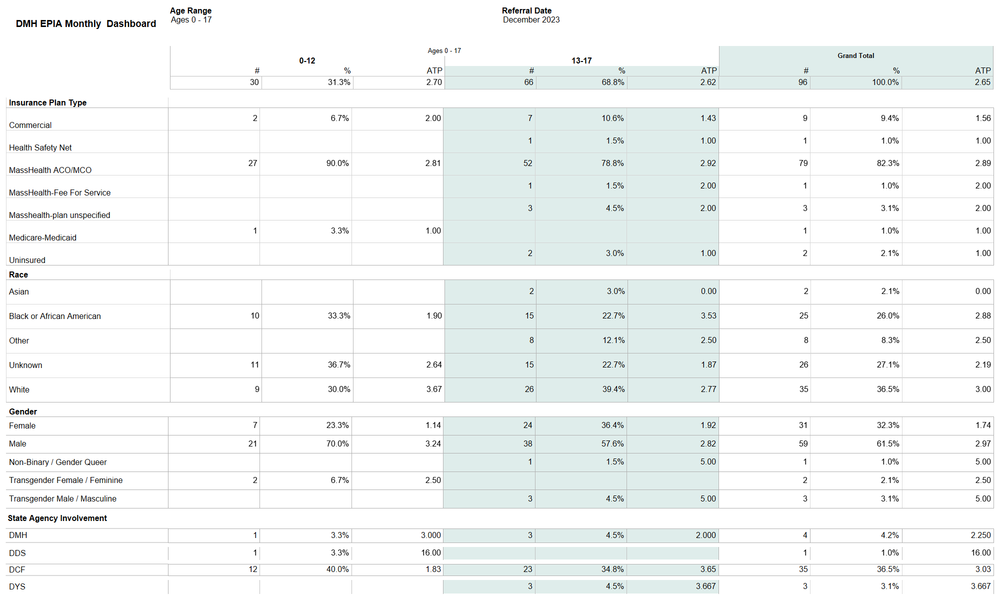 Age Range
Ages 0 - 17
Referral Date
December 2023
DMH EPIA Monthly Dashboard
Ages 0 - 17
Grand Total
0-12 13-17
# % ATP # % ATP # % ATP
30 31.3% 2.70 66 68.8% 2.62 96 100.0% 2.65
Insurance Plan Type
Commercial 2 6.7% 2.00 7 10.6% 1.43 9 9.4% 1.56
Health Safety Net 1 1.5% 1.00 1 1.0% 1.00
MassHealth ACO/MCO 27 90.0% 2.81 52 78.8% 2.92 79 82.3% 2.89
MassHealth-Fee For Service 1 1.5% 2.00 1 1.0% 2.00
Masshealth-plan unspecified 3 4.5% 2.00 3 3.1% 2.00
Medicare-Medicaid 1 3.3% 1.00 1 1.0% 1.00
Uninsured 2 3.0% 1.00 2 2.1% 1.00
Race
Asian 2 3.0% 0.00 2 2.1% 0.00
Black or African American 10 33.3% 1.90 15 22.7% 3.53 25 26.0% 2.88
Other 8 12.1% 2.50 8 8.3% 2.50
Unknown 11 36.7% 2.64 15 22.7% 1.87 26 27.1% 2.19
White 9 30.0% 3.67 26 39.4% 2.77 35 36.5% 3.00
Gender
Female 7 23.3% 1.14 24 36.4% 1.92 31 32.3% 1.74
Male 21 70.0% 3.24 38 57.6% 2.82 59 61.5% 2.97
Non-Binary / Gender Queer 1 1.5% 5.00 1 1.0% 5.00
Transgender Female / Feminine 2 6.7% 2.50 2 2.1% 2.50
Transgender Male / Masculine 3 4.5% 5.00 3 3.1% 5.00
State Agency Involvement
DMH 1 3.3% 3.000 3 4.5% 2.000 4 4.2% 2.250
DDS 1 3.3% 16.00 1 1.0% 16.00
DCF 12 40.0% 1.83 23 34.8% 3.65 35 36.5% 3.03
DYS 3 4.5% 3.667 3 3.1% 3.667